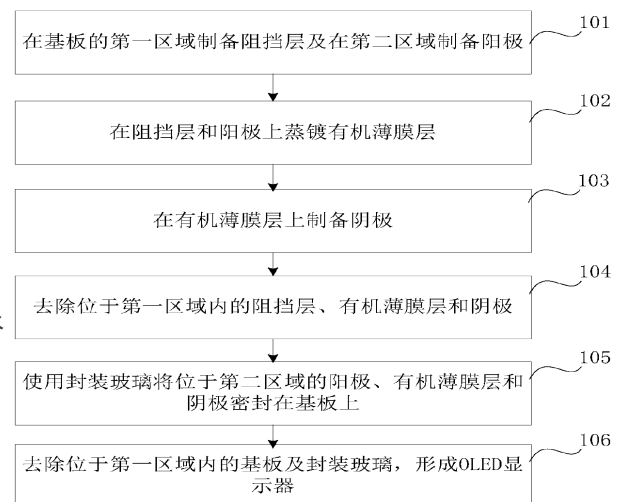 在基板的第一区域制备阻挡层及在第二区域制备阳极
101
在阻挡层和阳极上蒸镀有机薄膜层
102
在有机薄膜层上制备阴极
103
去除位于第一区域内的阻挡层、有机薄膜层和阴极
104
使用封装玻璃将位于第二区域的阳极、有机薄膜层和
阴极密封在基板上
105
去除位于第一区域内的基板及封装玻璃，形成OLED显
示器
106